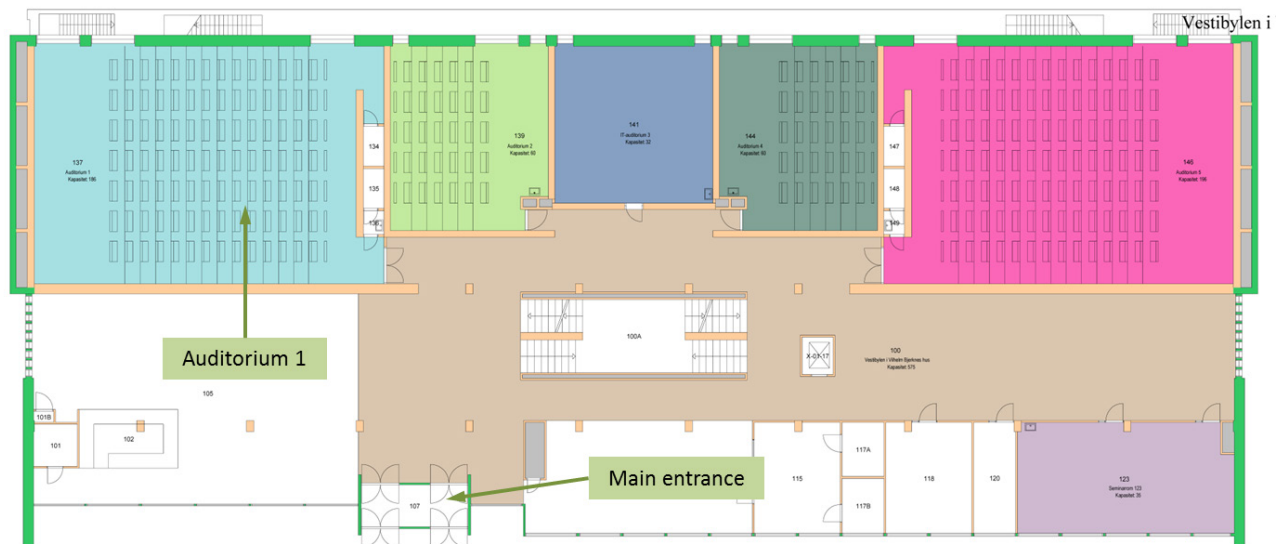 Vestibylen i
137
Auditorium 1
Kapasitet: 196
134
135
136
139
Auditorium 2
Kapasitet: 60
141
IT-auditorium 3
Kapasitet: 32
144
Auditorium 4
Kapasitet: 60
147
148
149
Auditorium 5
Kapasitet: 196
Auditorium 1
100A
X-01-17
100
Vestibylen i Vilhelm Bjerknes hus
Kapasitet: 575
105
101B
101
102
Main entrance
107
115
117A
117B
118
120
123
Seminarrom 123
Kapasitet: 35